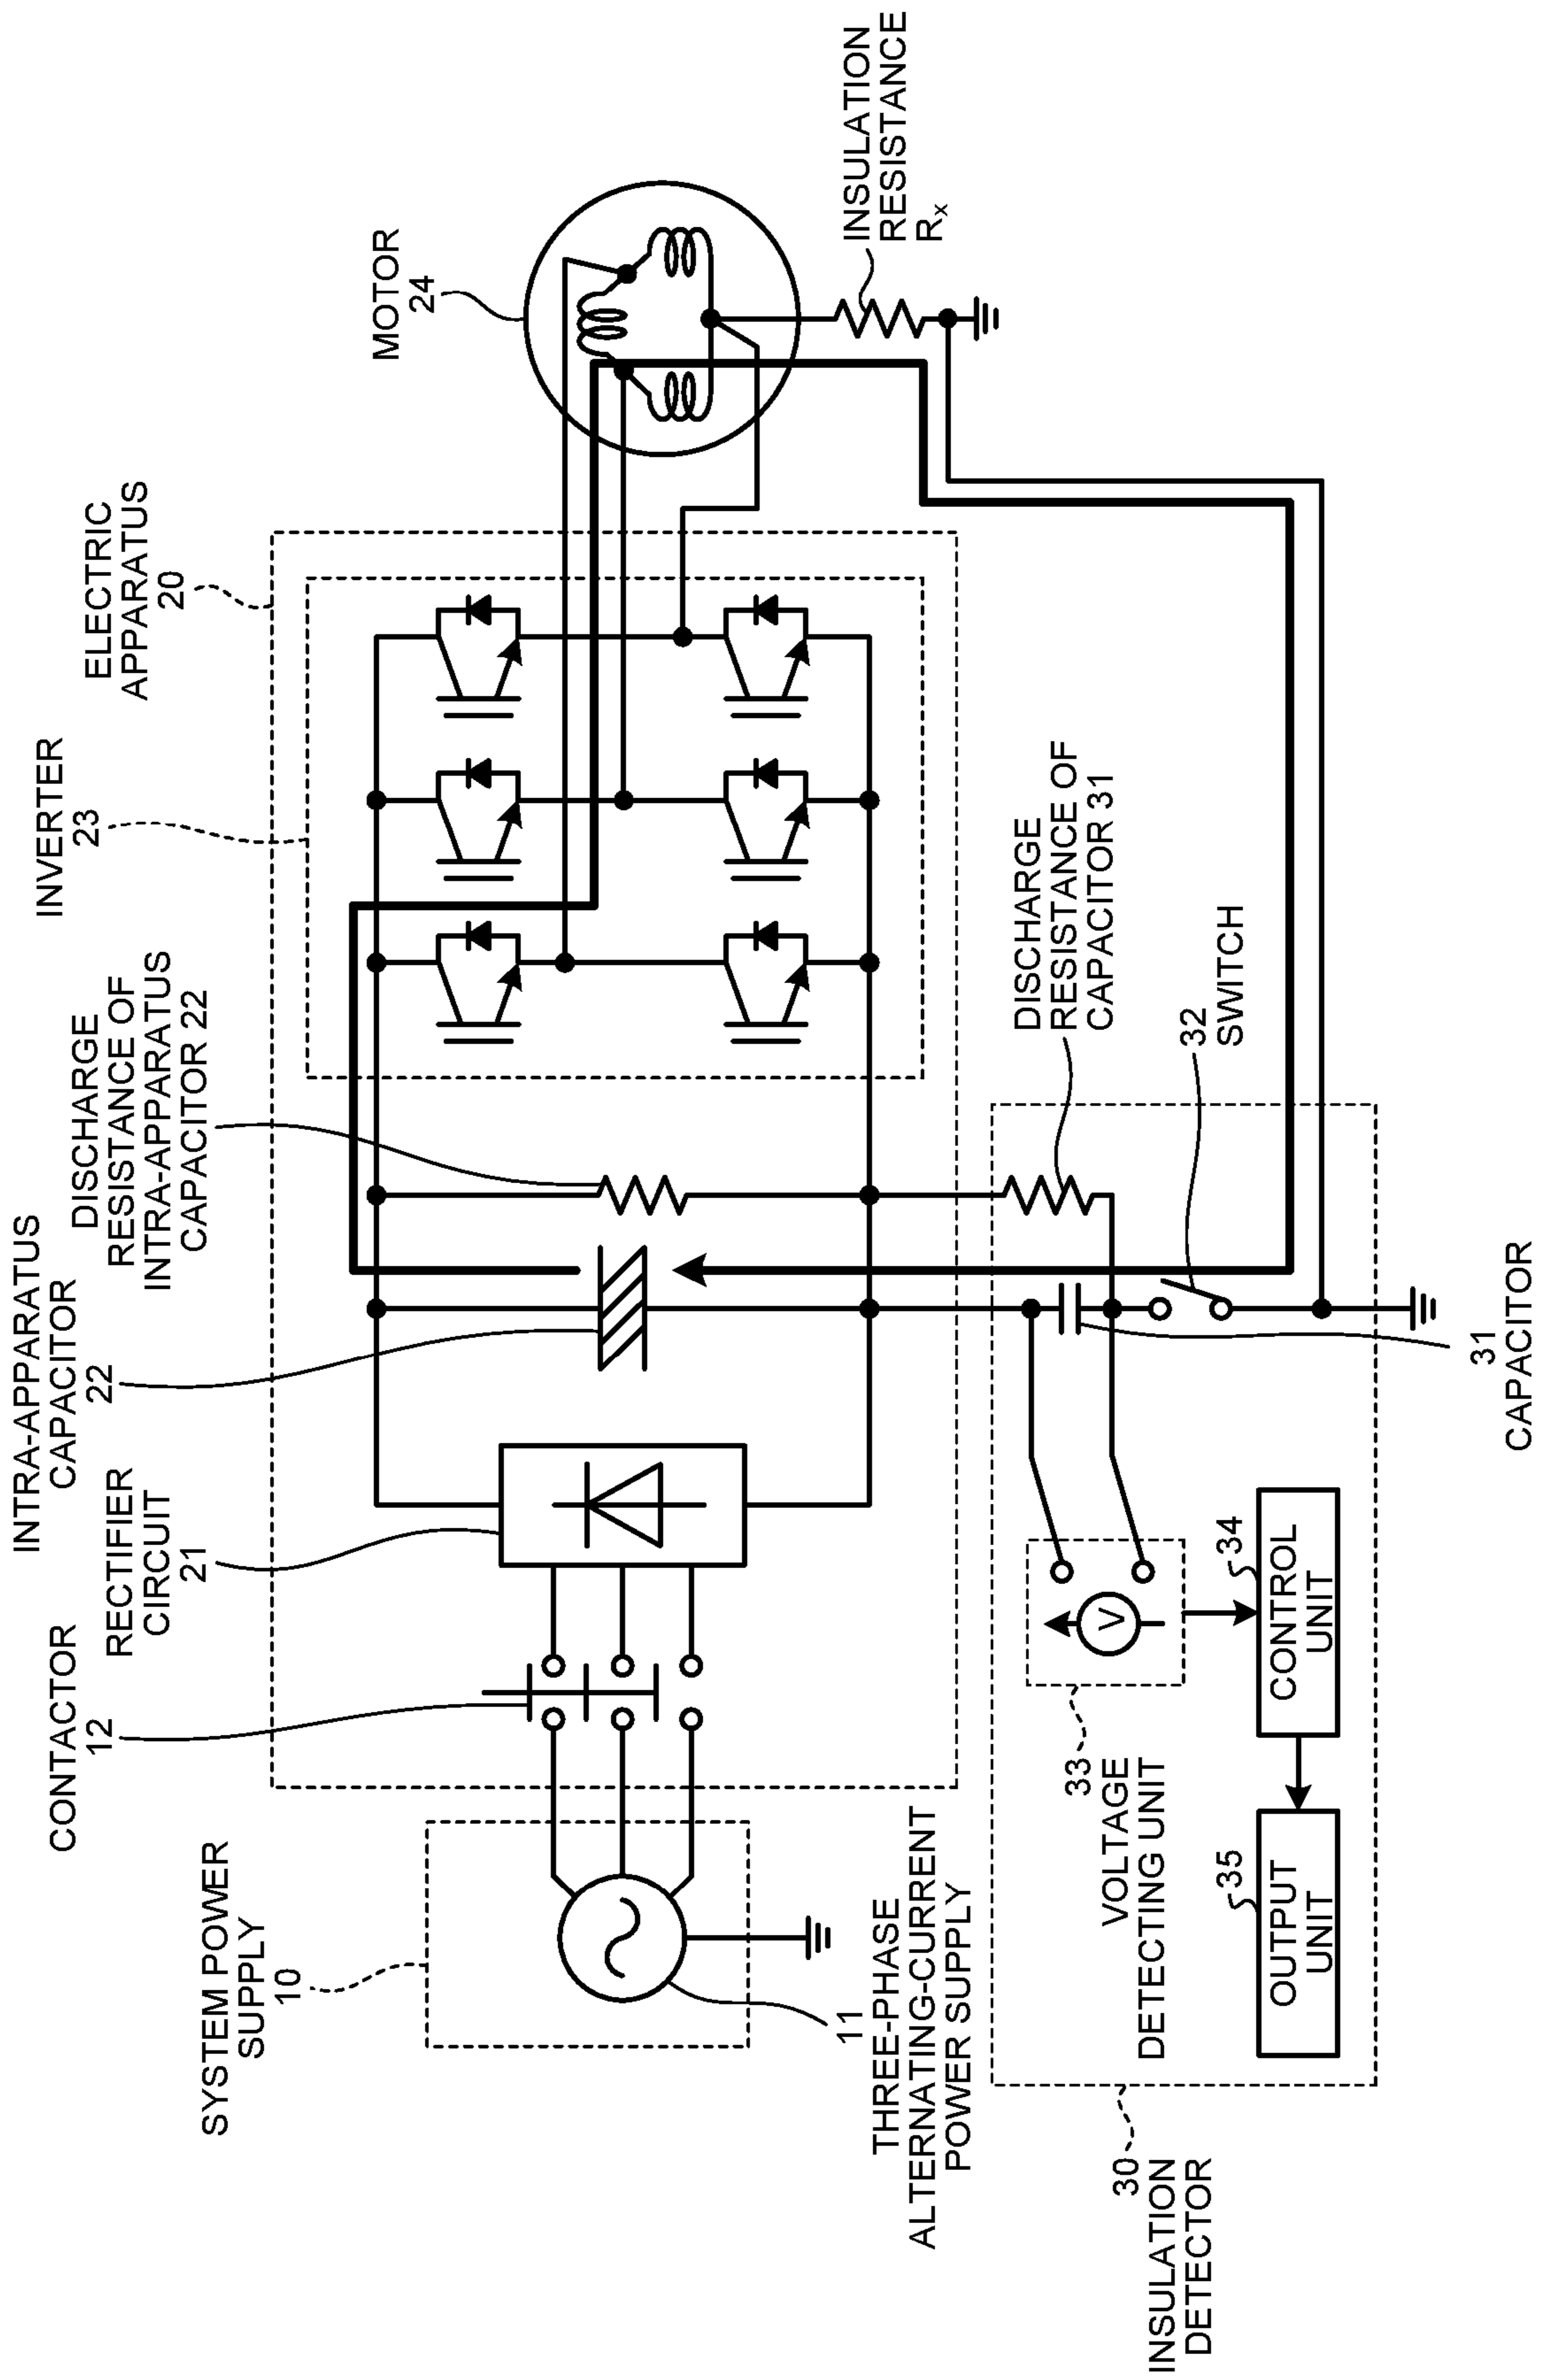 SYSTEM POWER
SUPPLY
10
CONTACTOR
12
RECTIFIER
CIRCUIT
21
INTRA-APPARATUS
CAPACITOR
22
DISCHARGE
RESISTANCE OF
INTRA-APPARATUS
CAPACITOR 22
INVERTER
23
ELECTRIC
APPARATUS
20
MOTOR
24
INSULATION
RESISTANCE
Rx
11
THREE-PHASE
ALTERNATING-CURRENT
POWER SUPPLY
DISCHARGE
RESISTANCE OF
CAPACITOR 31
32
SWITCH
31
CAPACITOR
V
33
VOLTAGE
DETECTING UNIT
34
CONTROL
UNIT
35
OUTPUT
UNIT
30
INSULATION
DETECTOR